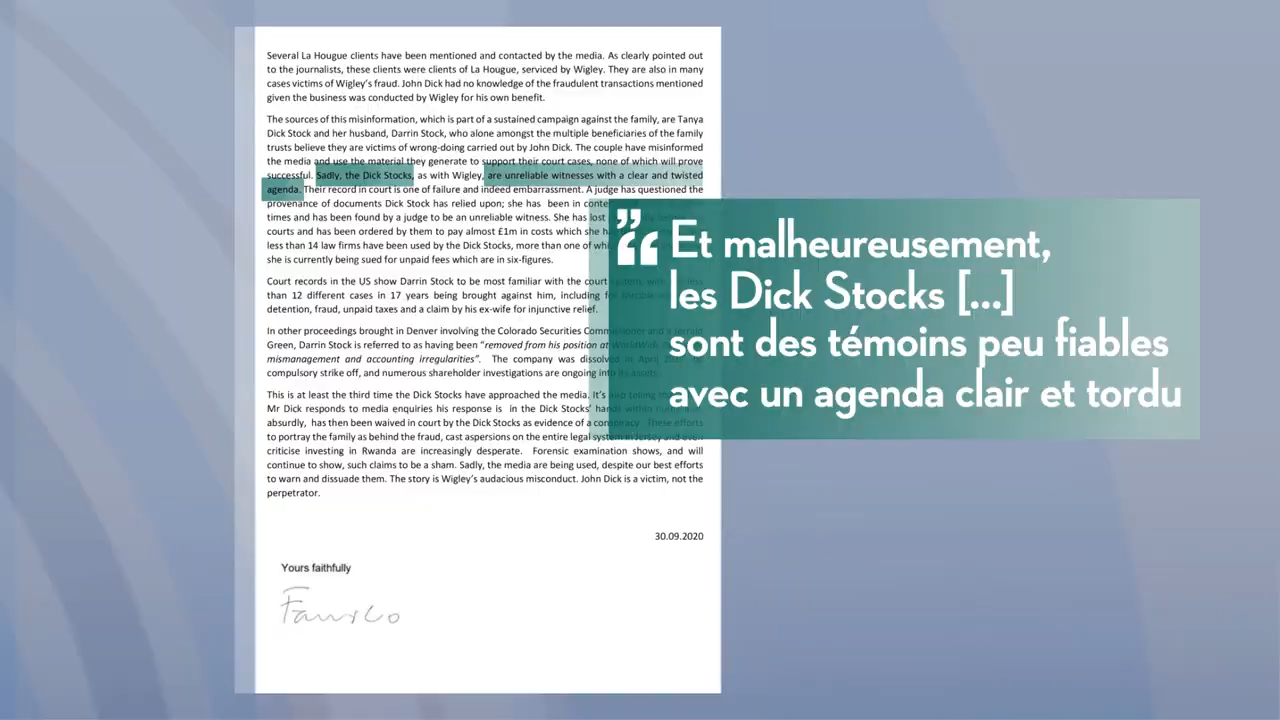 Several La Hougue clients have been mentioned and contacted by the media. As clearly pointed out
to the journalists, these clients were clients of La Hougue, serviced by Wigley. They are also in many
cases victims of Wigley's fraud. John Dick had no knowledge of the fraudulent transactions mentioned
given the business was conducted by Wigley for his own benefit.
The sources of this misinformation, which is part of a sustained campaign against the family, are Tanya
Dick Stock and her husband, Darrin Stock, who alone amongst the multiple beneficiaries of the family
trusts believe they are victims of wrong-doing carried out by John Dick. The couple have misinformed
the media and use the material they generate to support their court cases, none of which will prove
successful. Sadly, the Dick Stocks, as with Wigley, are unreliable witnesses with a clear and twisted
agenda. Their record in court is one of failure and indeed embarrassment. A judge has questioned the
provenance of documents Dick Stock has relied upon; she has been in
times and has been found by a judge to be an unreliable witness. She has lost
courts and has been ordered by them to pay almost £1m in costs which she
less than 14 law firms have been used by the Dick Stocks, more than one of
she is currently being sued for unpaid fees which are in six-figures.
Court records in the US show Darrin Stock to be most familiar with the court
than 12 different cases in 17 years being brought against him, including
detention, fraud, unpaid taxes and a claim by his ex-wife for injunctive relief.
In other proceedings brought in Denver involving the Colorado Securities
Green, Darrin Stock is referred to as having been "removed from his position at
mismanagement and accounting irregularities". The company was dissolved in April
compulsory strike off, and numerous shareholder investigations are ongoing into its assets.
This is at least the third time the Dick Stocks have approached the media. It's also telling
Mr Dick responds to media enquiries his response is in the Dick Stocks' hands within
absurdly, has then been waived in court by the Dick Stocks as evidence of a conspiracy. These efforts
to portray the family as behind the fraud, cast aspersions on the entire legal system in Jersey and even
criticise investing in Rwanda are increasingly desperate. Forensic examination shows, and will
continue to show, such claims to be a sham. Sadly, the media are being used, despite our best efforts
to warn and dissuade them. The story is Wigley's audacious misconduct. John Dick is a victim, not the
perpetrator.
30.09.2020
Yours faithfully
“ Et malheureusement,
les Dick Stocks [...]
sont des témoins peu fiables
avec un agenda clair et tordu